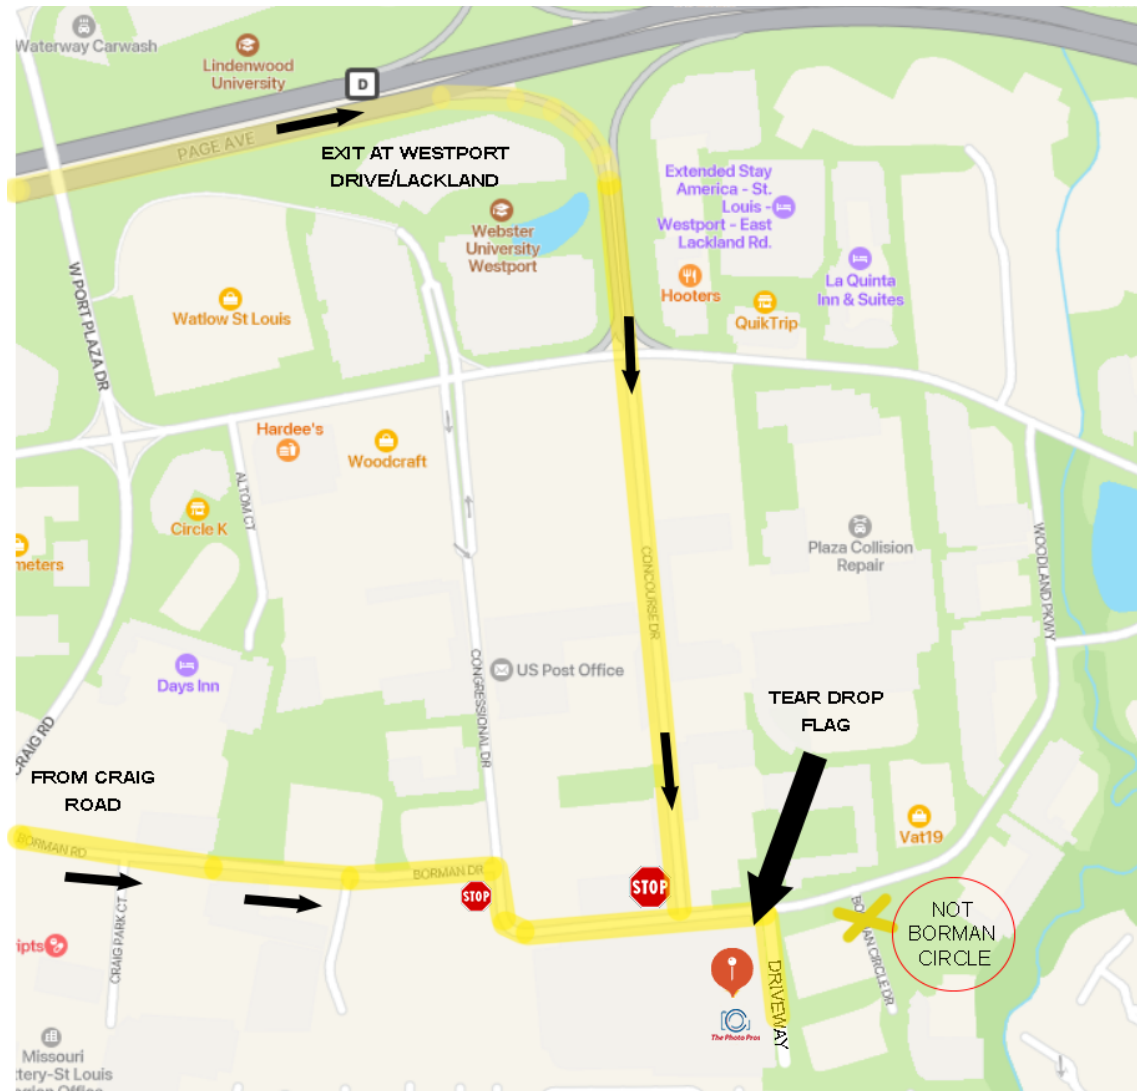 Waterway Carwash
Lindenwood
University
D
PAGE AVE
EXIT AT WESTPORT
DRIVE/LACKLAND
Extended Stay
America - St.
Louis -
Westport - East
Lackland Rd.
Webster
University
Westport
W PORT PLAZA DR
Hooters
La Quinta
Inn & Suites
Watlow St Louis
QuikTrip
Hardee's
Woodcraft
ALTOM CT
Circle K
meters
Plaza Collision
Repair
WOODLAND PKWY
CONCOURSE DR
US Post Office
CONGRESSIONAL DR
Days Inn
TEAR DROP
FLAG
CRAIG RD
FROM CRAIG
ROAD
Vat19
BORMAN RD
BORMAN DR
STOP
STOP
NOT
BORMAN
CIRCLE
CRAIG PARK CT
ripts
DRIVEWAY
The Photo Pros
Missouri
ttery-St Louis